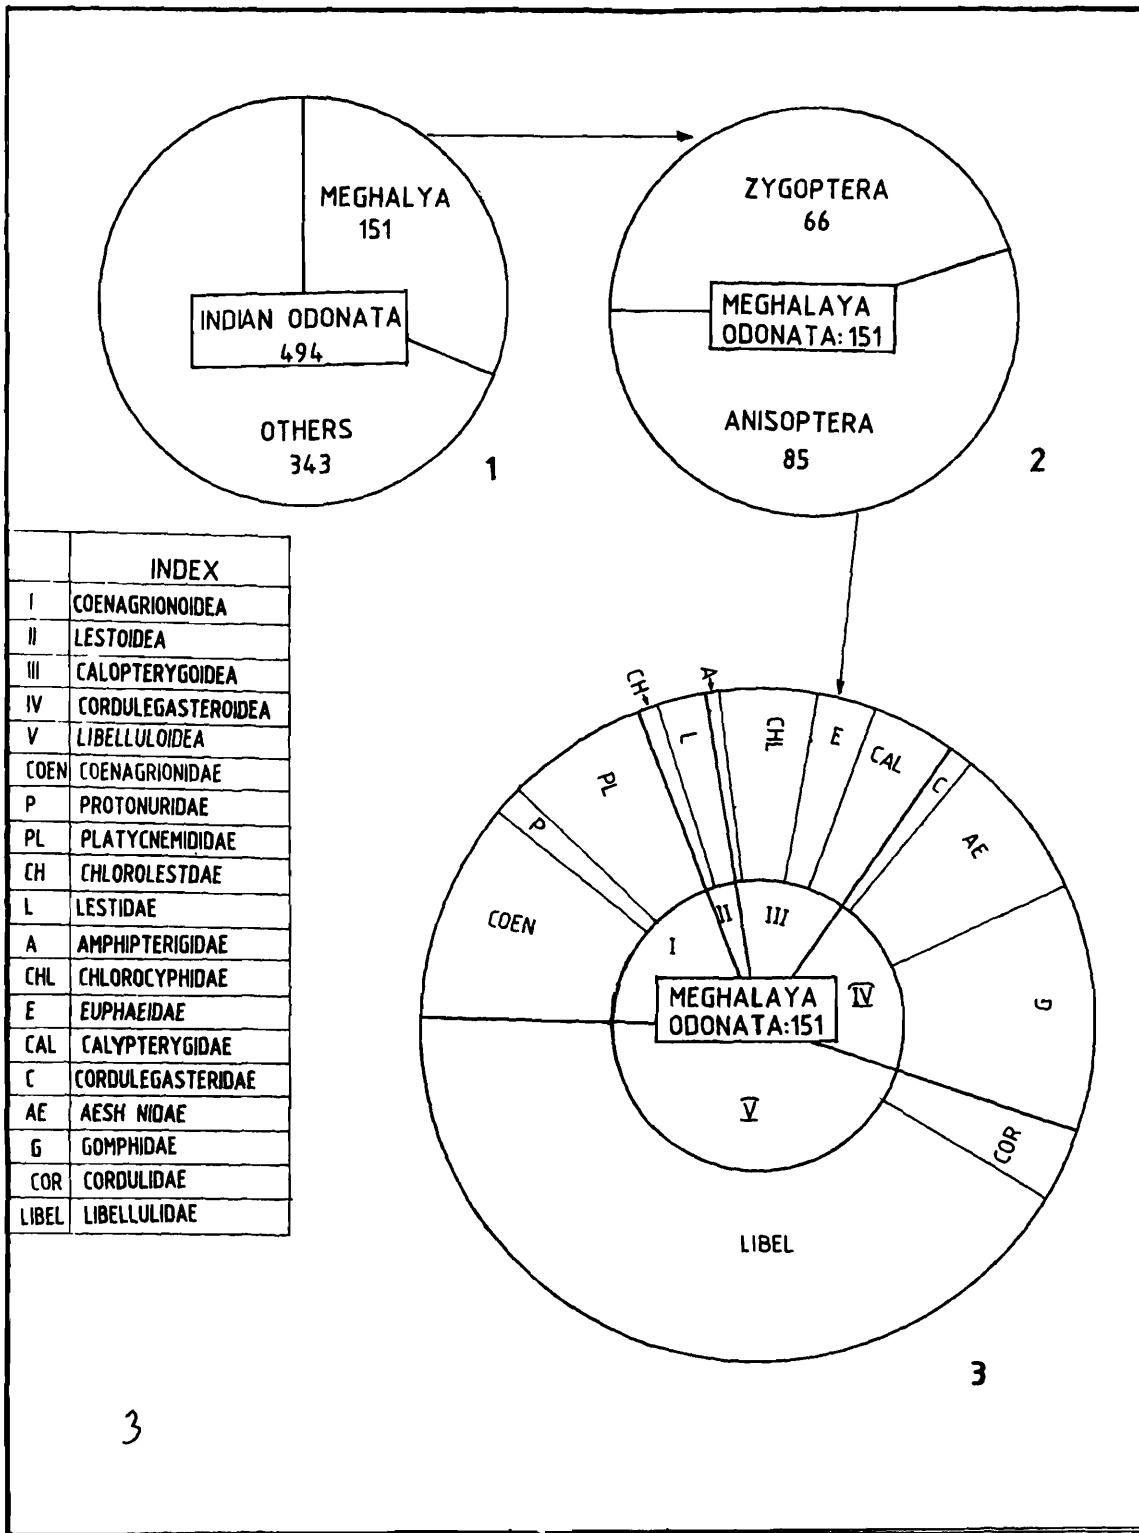 MEGHALYA
151
INDIAN ODONATA
494
OTHERS
343
1
ZYGOPTERA
66
MEGHALAYA
ODONATA: 151
ANISOPTERA
85
2
INDEX
I COENAGRIONOIDEA
II LESTOIDEA
III CALOPTERYGOIDEA
IV CORDULEGASTEROIDEA
V LIBELLULOIDEA
COEN COENAGRIONIDAE
P PROTONURIDAE
PL PLATYCNEMIDIDAE
CH CHLOROLESTDAE
L LESTIDAE
A AMPHIPTERIGIDAE
CHL CHLOROCYPHIDAE
E EUPHAEIDAE
CAL CALYPTERYGIDAE
C CORDULEGASTERIDAE
AE AESH NIDAE
G GOMPHIDAE
COR CORDULIDAE
LIBEL LIBELLULIDAE
COEN
P
PL
CH
L
A
CHL
E
CAL
C
AE
G
COR
LIBEL
I
II
III
IV
V
MEGHALAYA
ODONATA:151
3
3